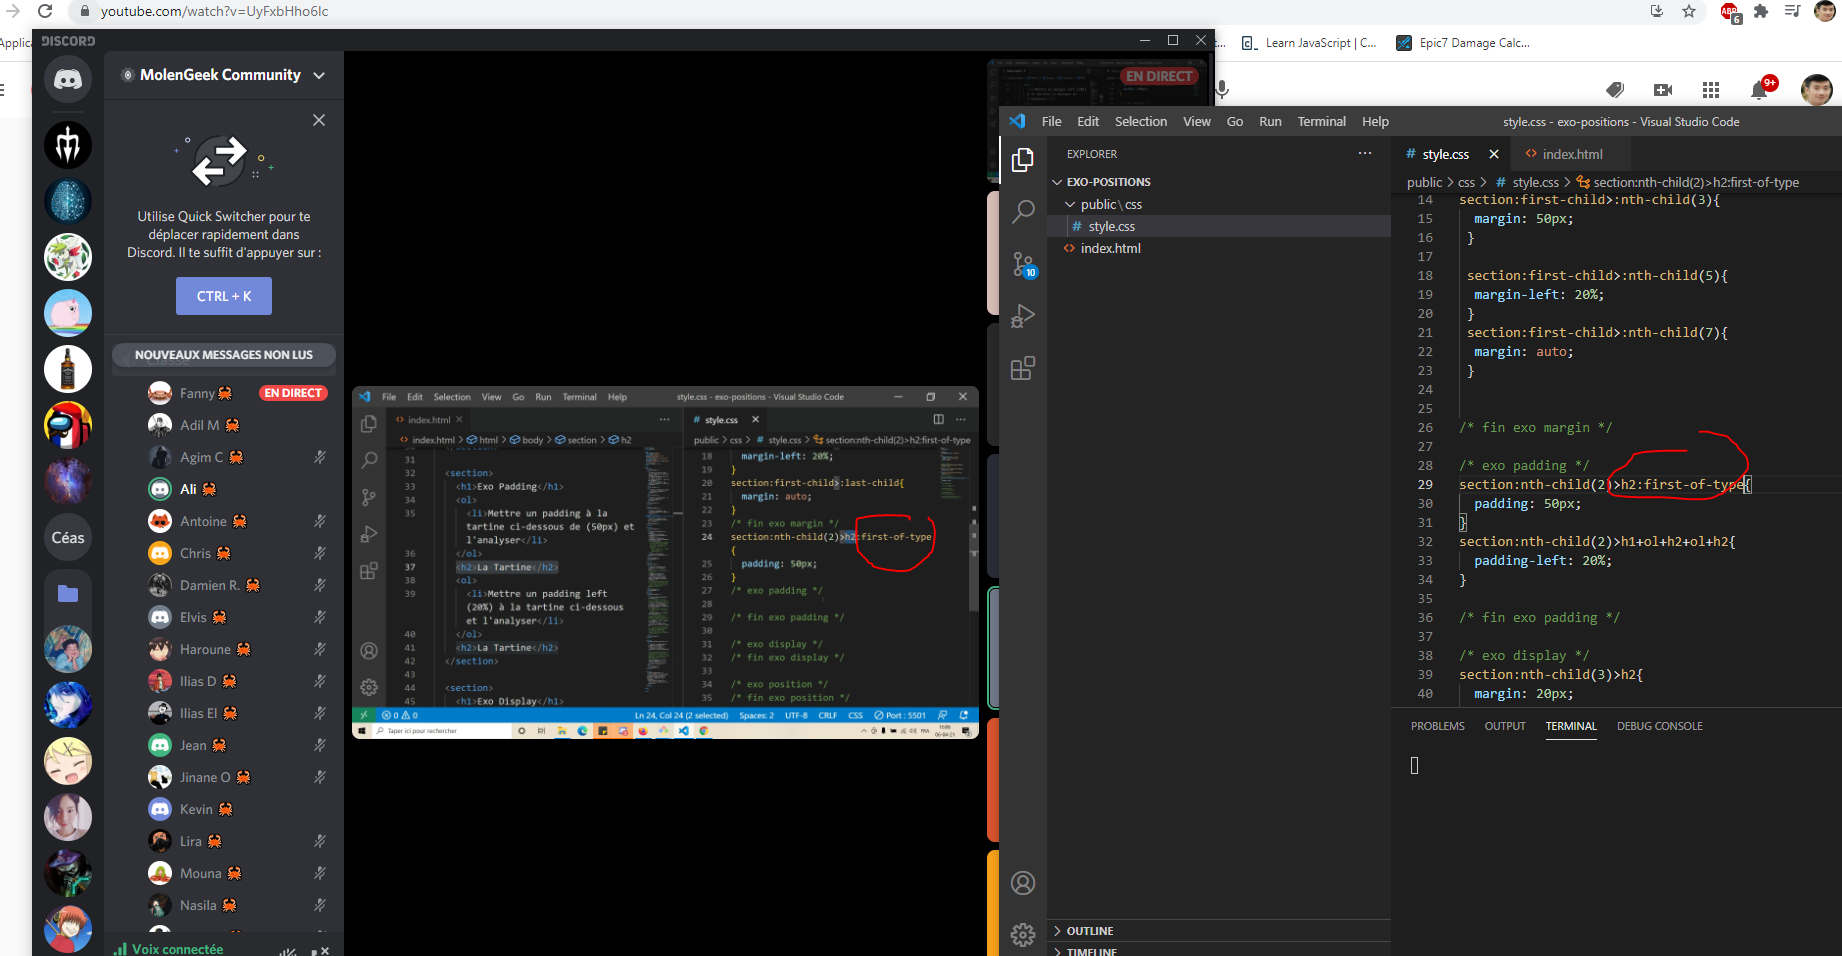 youtube.com/watch?v=UyFxbHho6Ic
ABP
6
Applica
Learn JavaScript | C...
Epic7 Damage Calc...
9+
DISCORD
MolenGeek Community
Utilise Quick Switcher pour te
déplacer rapidement dans
Discord. Il te suffit d'appuyer sur :
CTRL + K
NOUVEAUX MESSAGES NON LUS
Fanny
EN DIRECT
Adil M
Agim C
Ali
Antoine
Chris
Damien R.
Elvis
Haroune
Ilias D
Ilias El
Jean
Jinane O
Kevin
Lira
Mouna
Nasila
Voix connectée
Céas
EN DIRECT
File Edit Selection View Go Run Terminal Help
style.css - exo-positions - Visual Studio Code
index.html
index.html > html > body > section > h2
31 </section>
32 <section>
33 <h1>Exo Padding</h1>
34 <ol>
35 <li>Mettre un padding à la
tartine ci-dessous de (50px) et
l'analyser</li>
36 </ol>
37 <h2>La Tartine</h2>
38 <ol>
39 <li>Mettre un padding left
(20%) à la tartine ci-dessous
et l'analyser</li>
40 </ol>
41 <h2>La Tartine</h2>
42 </section>
43
44 <section>
45 <h1>Exo Display</h1>
style.css
public > css > # style.css > section:nth-child(2)>h2:first-of-type
18 margin-left: 20%;
19 }
20 section:first-child>:last-child{
21 margin: auto;
22 }
23 /* fin exo margin */
24 section:nth-child(2)>h2:first-of-type
{
25 padding: 50px;
26 }
27 /* exo padding */
28
29 /* fin exo padding */
30
31 /* exo display */
32 /* fin exo display */
33
34 /* exo position */
35 /* fin exo position */
0 0
Ln 24, Col 24 (2 selected) Spaces: 2 UTF-8 CRLF CSS Port : 5501
Taper ici pour rechercher
File Edit Selection View Go Run Terminal Help
style.css - exo-positions - Visual Studio Code
10
EXPLORER
EXO-POSITIONS
public\css
# style.css
<> index.html
OUTLINE
TIMELINE
# style.css
<> index.html
public > css > # style.css > section:nth-child(2)>h2:first-of-type
14 section:first-child>:nth-child(3){
15 margin: 50px;
16 }
17
18 section:first-child>:nth-child(5){
19 margin-left: 20%;
20 }
21 section:first-child>:nth-child(7){
22 margin: auto;
23 }
24
25
26 /* fin exo margin */
27
28 /* exo padding */
29 section:nth-child(2)>h2:first-of-type{
30 padding: 50px;
31 }
32 section:nth-child(2)>h1+ol+h2+ol+h2{
33 padding-left: 20%;
34 }
35
36 /* fin exo padding */
37
38 /* exo display */
39 section:nth-child(3)>h2{
40 margin: 20px;
PROBLEMS OUTPUT TERMINAL DEBUG CONSOLE